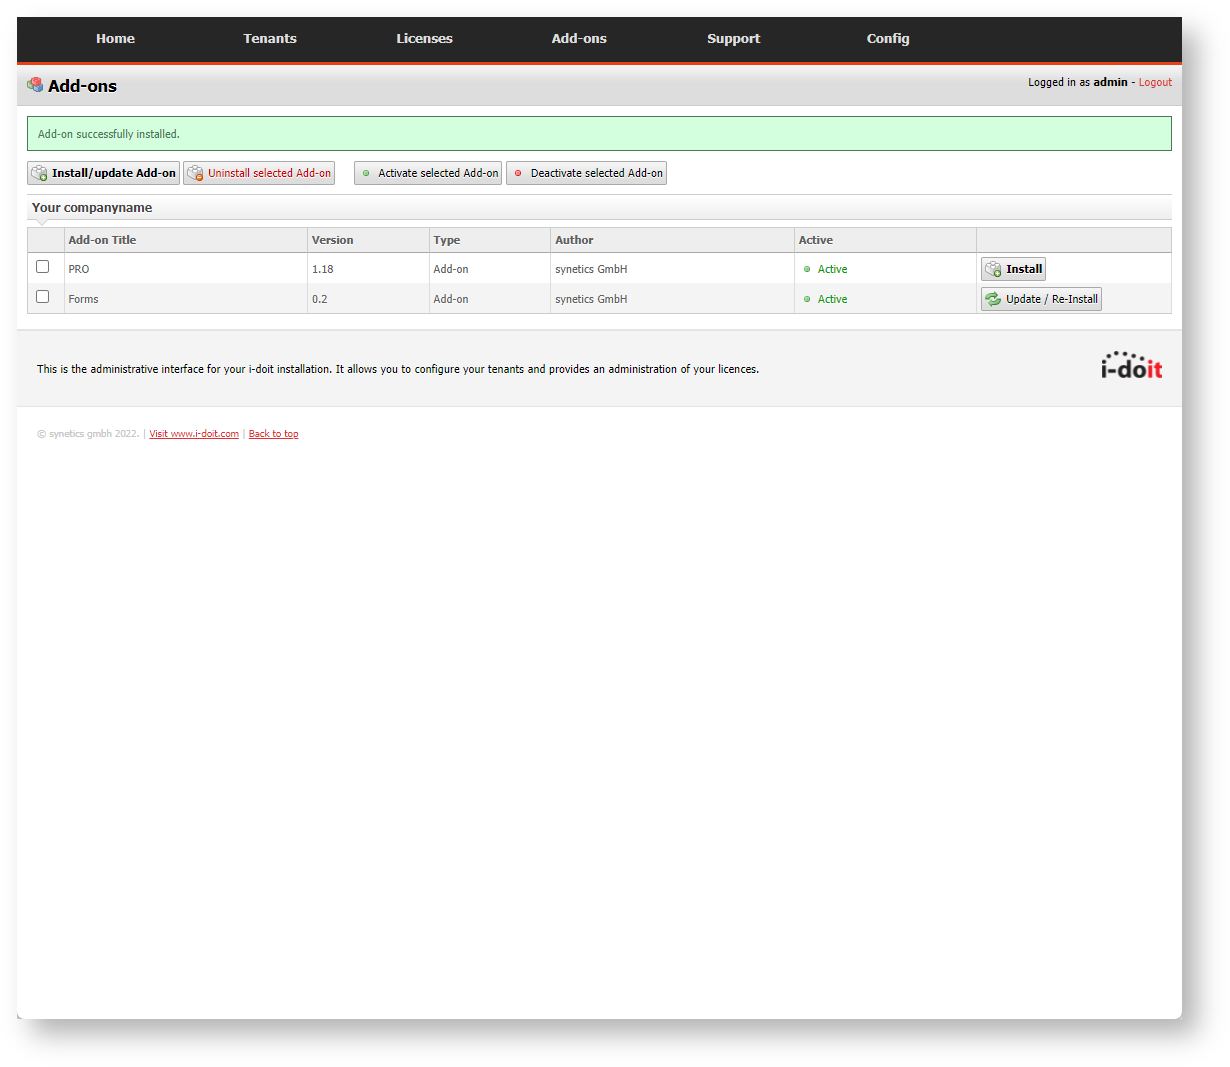 Home Tenants Licenses Add-ons Support Config
Add-ons
Logged in as admin - Logout
Add-on successfully installed.
Install/update Add-on Uninstall selected Add-on Activate selected Add-on Deactivate selected Add-on
Your companyname
Add-on Title Version Type Author Active
PRO 1.18 Add-on synetics GmbH Active Install
Forms 0.2 Add-on synetics GmbH Active Update / Re-Install
This is the administrative interface for your i-doit installation. It allows you to configure your tenants and provides an administration of your licences.
i-doit
© synetics gmbh 2022. | Visit www.i-doit.com | Back to top